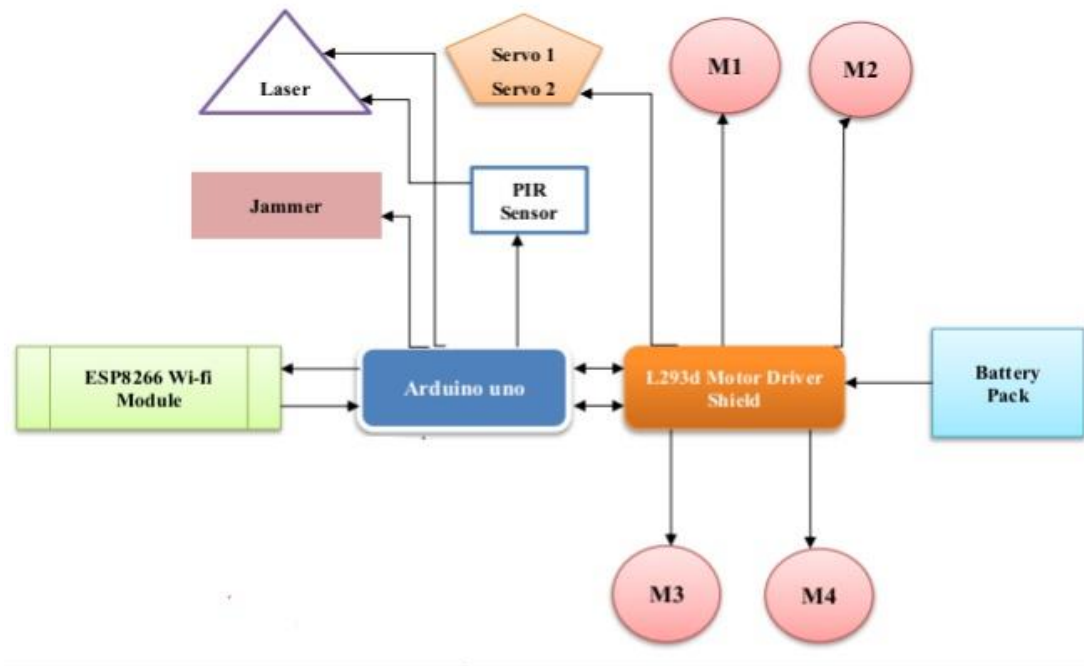 Servo 1
Servo 2
M1
M2
Laser
PIR
Sensor
Jammer
ESP8266 Wi-fi
Module
Arduino uno
L293d Motor Driver
Shield
Battery
Pack
M3
M4